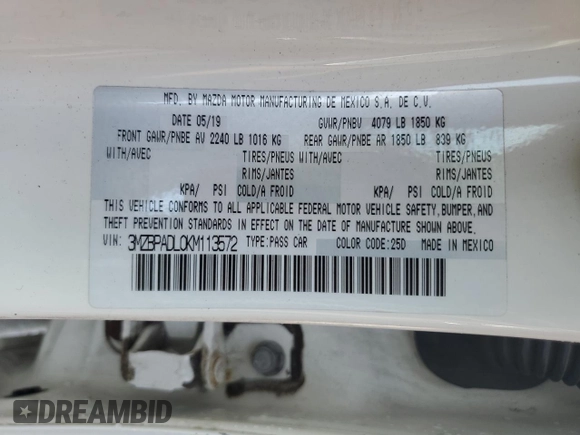 MFD. BY MAZDA MOTOR MANUFACTURING DE MEXICO S.A. DE C.V.
DATE 05/19 GVWR/PNBV 4079 LB 1850 KG
FRONT GAWR/PNBE AV 2240 LB 1016 KG REAR GAWR/PNBE AR 1850 LB 839 KG
WITH/AVEC TIRES/PNEUS WITH/AVEC TIRES/PNEUS
RIMS/JANTES RIMS/JANTES
KPA/ PSI COLD/A FROID KPA/ PSI COLD/A FROID
THIS VEHICLE CONFORMS TO ALL APPLICABLE FEDERAL MOTOR VEHICLE SAFETY, BUMPER, AND
THEFT PREVENTION STANDARDS IN EFFECT ON THE DATE OF MANUFACTURE SHOWN ABOVE.
VIN: 3MZBPADL0KM113572 TYPE:PASS CAR COLOR CODE:25D MADE IN MEXICO
DREAMBID